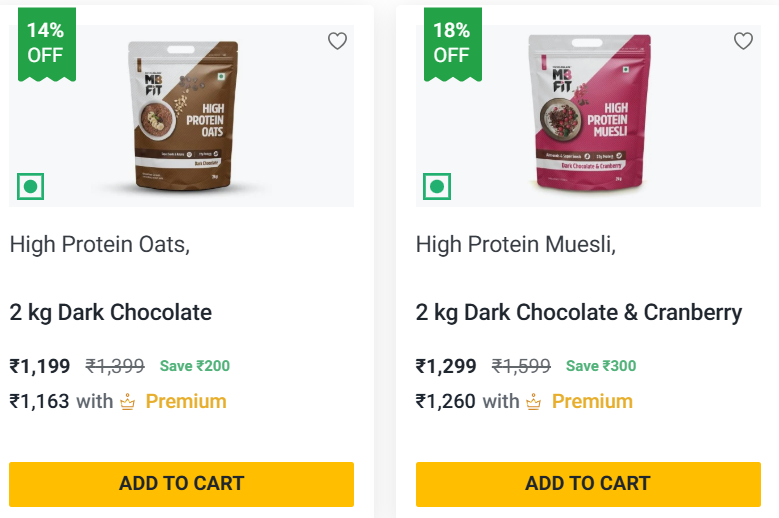 14%
OFF
MB
FIT
HIGH
PROTEIN
OATS
Dark Chocolate
High Protein Oats,
2 kg Dark Chocolate
₹1,199 ₹1,399 Save ₹200
₹1,163 with Premium
ADD TO CART
18%
OFF
MB
FIT
HIGH
PROTEIN
MUESLI
Dark Chocolate & Cranberry
High Protein Muesli,
2 kg Dark Chocolate & Cranberry
₹1,299 ₹1,599 Save ₹300
₹1,260 with Premium
ADD TO CART